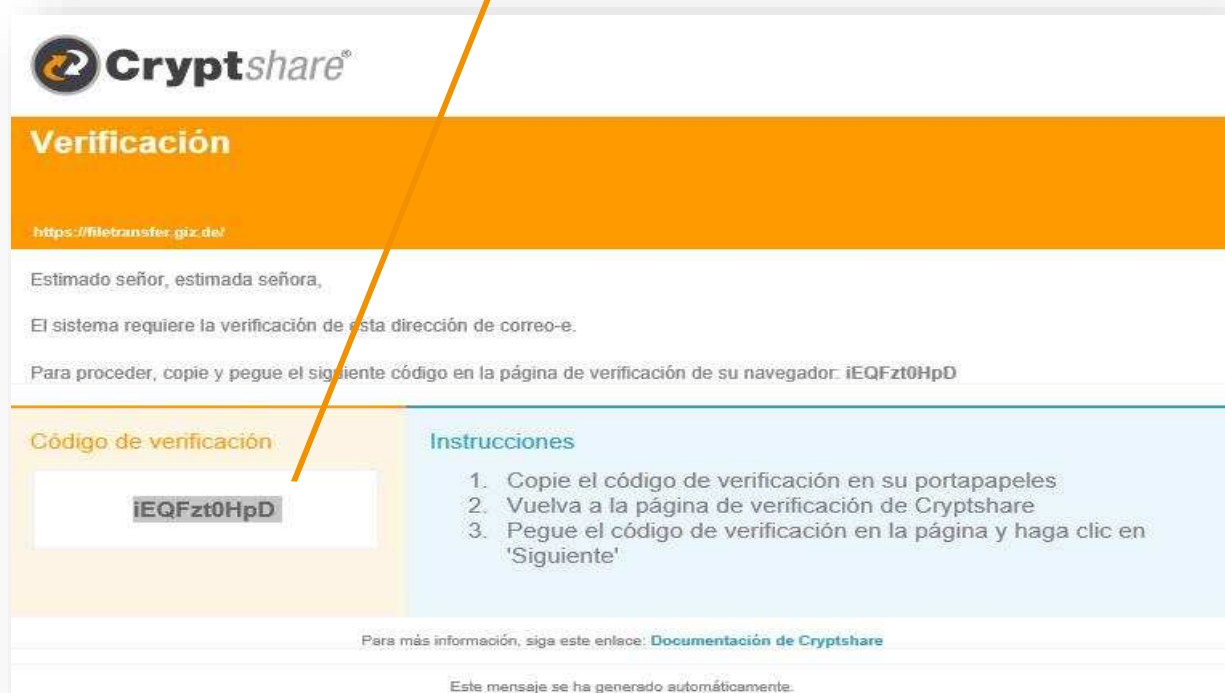 Cryptshare®
Verificación
https://filetransfer.giz.de/
Estimado señor, estimada señora,
El sistema requiere la verificación de esta dirección de correo-e.
Para proceder, copie y pegue el siguiente código en la página de verificación de su navegador: iEQFzt0HpD
Código de verificación
iEQFzt0HpD
Instrucciones
1. Copie el código de verificación en su portapapeles
2. Vuelva a la página de verificación de Cryptshare
3. Pegue el código de verificación en la página y haga clic en
'Siguiente'
Para más información, siga este enlace: Documentación de Cryptshare
Este mensaje se ha generado automáticamente.